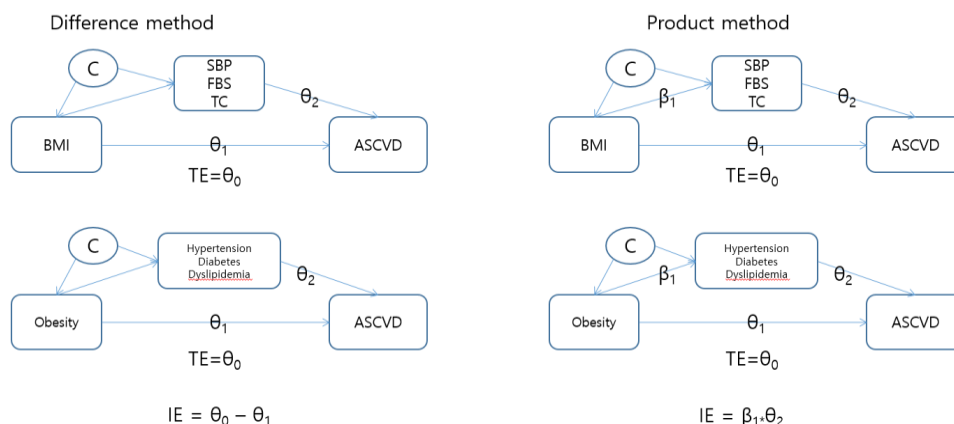 Difference method
C
SBP
FBS
TC
θ2
BMI
θ1
ASCVD
TE=θ0
C
Hypertension
Diabetes
Dyslipidemia
θ2
Obesity
θ1
ASCVD
TE=θ0
IE = θ0 – θ1
Product method
C
SBP
FBS
TC
β1
θ2
BMI
θ1
ASCVD
TE=θ0
C
Hypertension
Diabetes
Dyslipidemia
β1
θ2
Obesity
θ1
ASCVD
TE=θ0
IE = β1*θ2